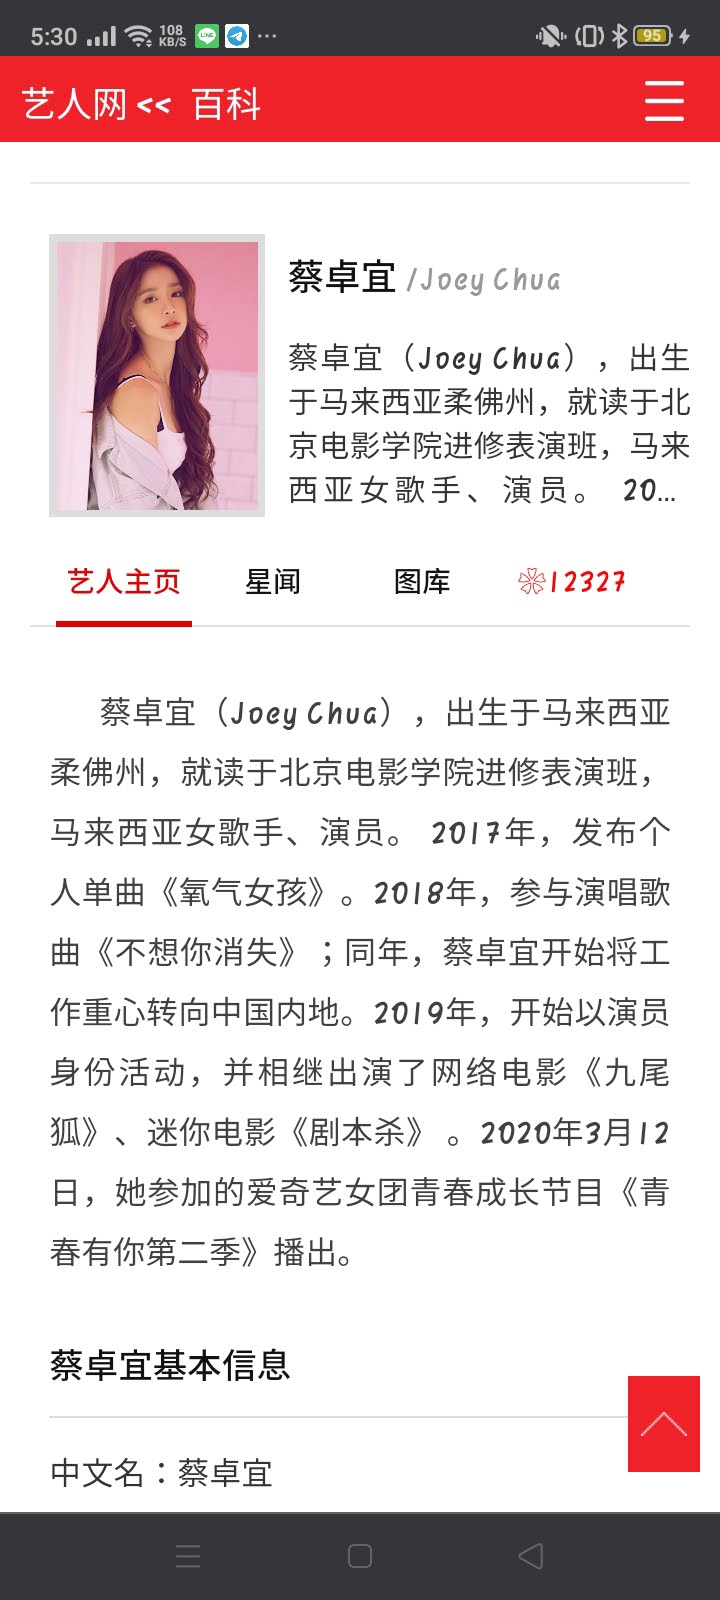 5:30 108 KB/S LINE 95
艺人网 << 百科
蔡卓宜 /Joey Chua
蔡卓宜（Joey Chua），出生
于马来西亚柔佛州，就读于北
京电影学院进修表演班，马来
西亚女歌手、演员。 20...
艺人主页 星闻 图库 12327
蔡卓宜（Joey Chua），出生于马来西亚
柔佛州，就读于北京电影学院进修表演班，
马来西亚女歌手、演员。 2017年，发布个
人单曲《氧气女孩》。2018年，参与演唱歌
曲《不想你消失》；同年，蔡卓宜开始将工
作重心转向中国内地。2019年，开始以演员
身份活动，并相继出演了网络电影《九尾
狐》、迷你电影《剧本杀》 。2020年3月12
日，她参加的爱奇艺女团青春成长节目《青
春有你第二季》播出。
蔡卓宜基本信息
中文名：蔡卓宜